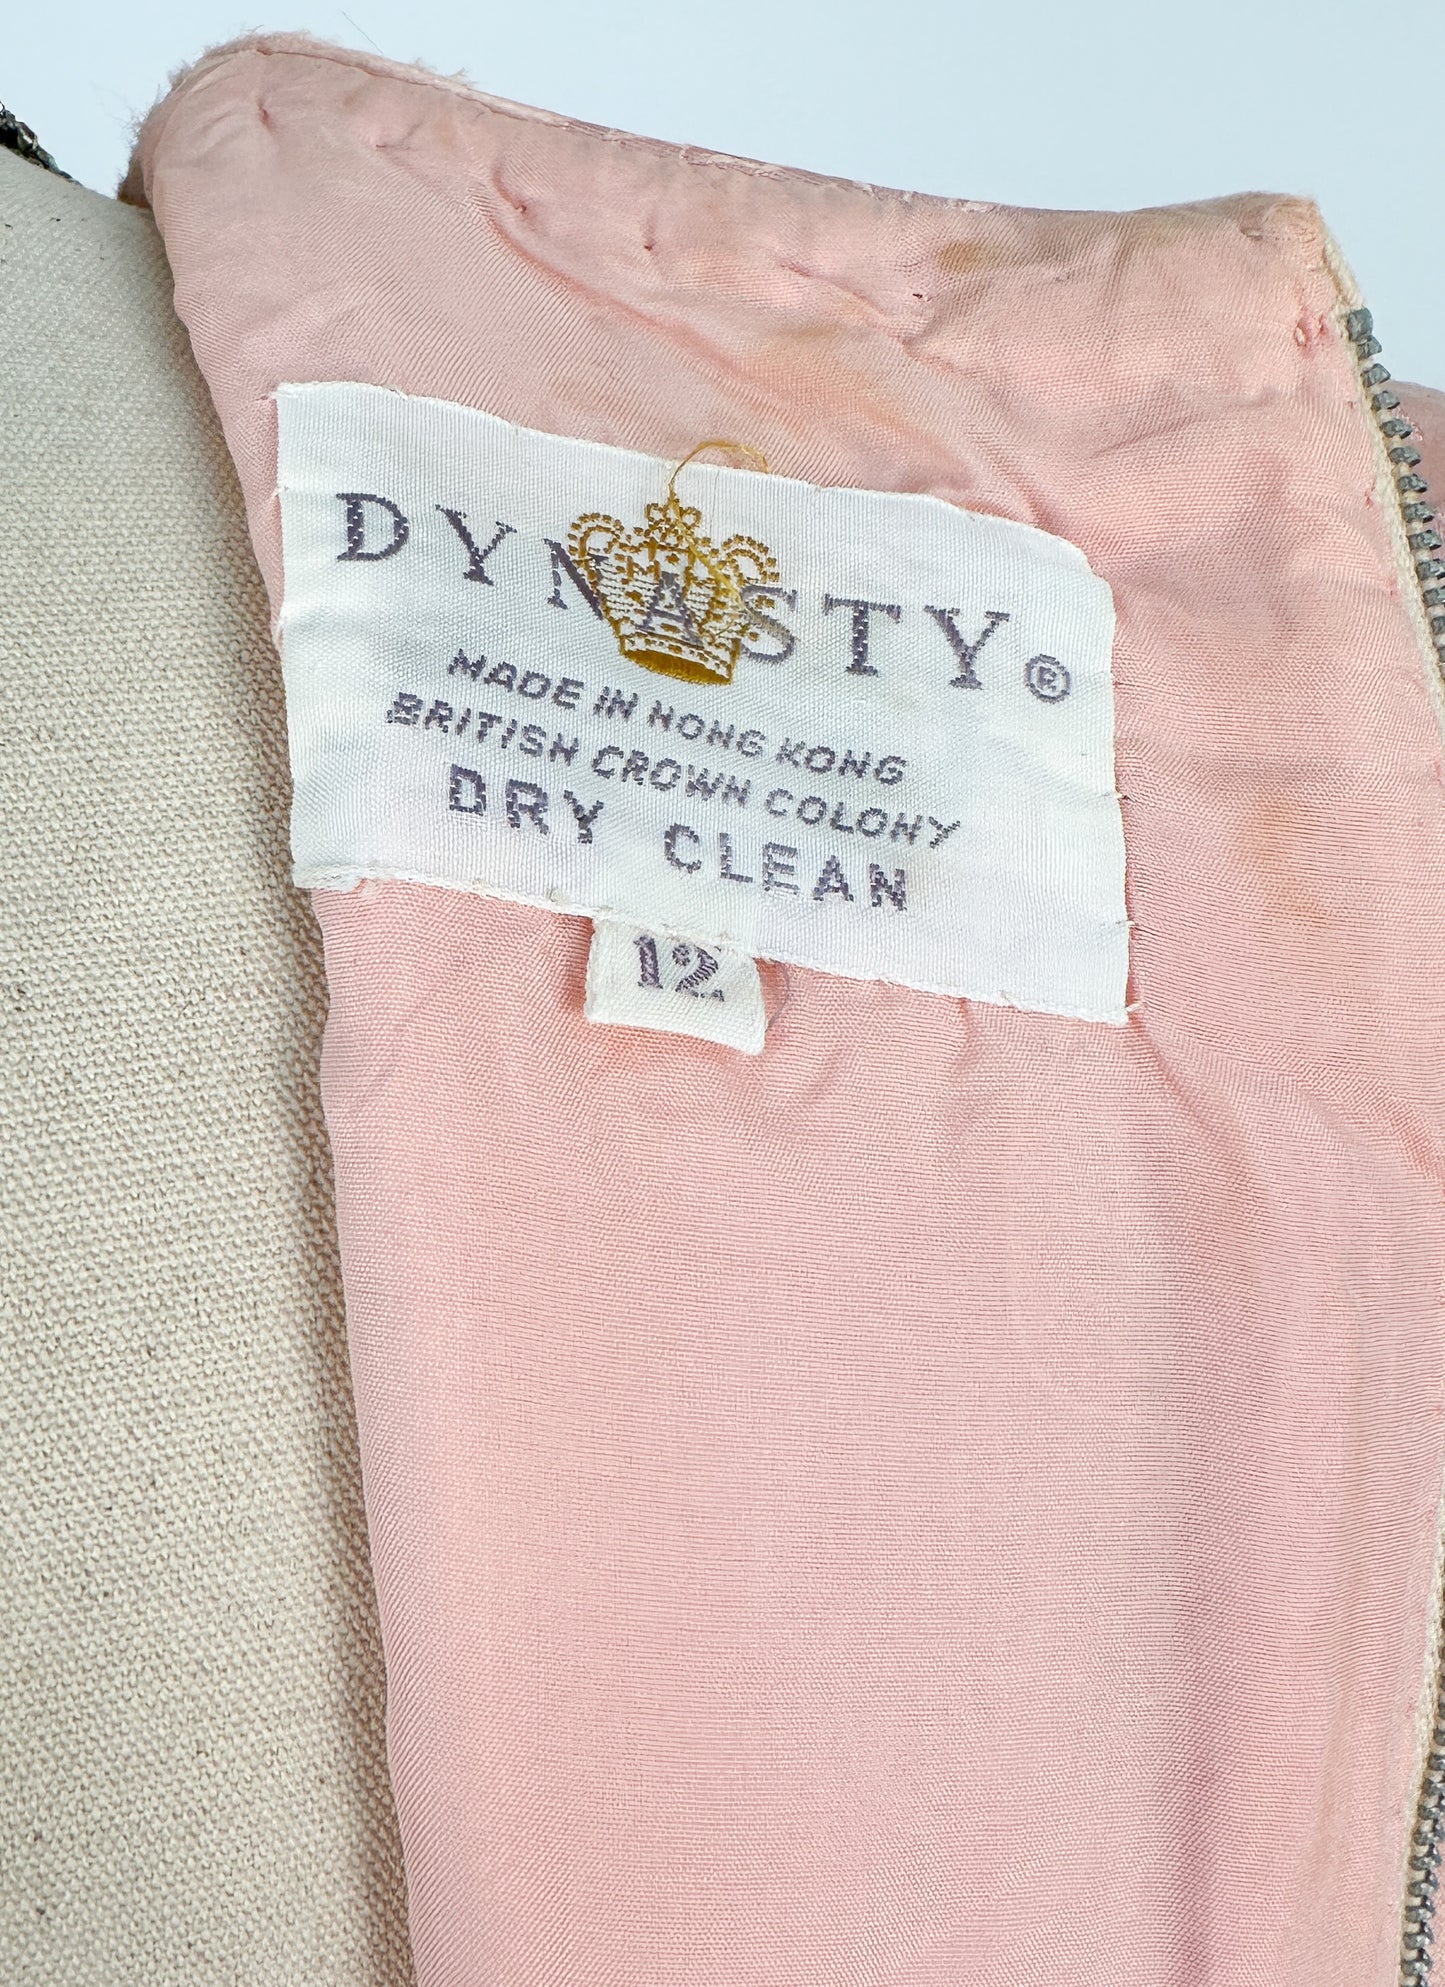 DYNASTY®
MADE IN HONG KONG
BRITISH CROWN COLONY
DRY CLEAN
12